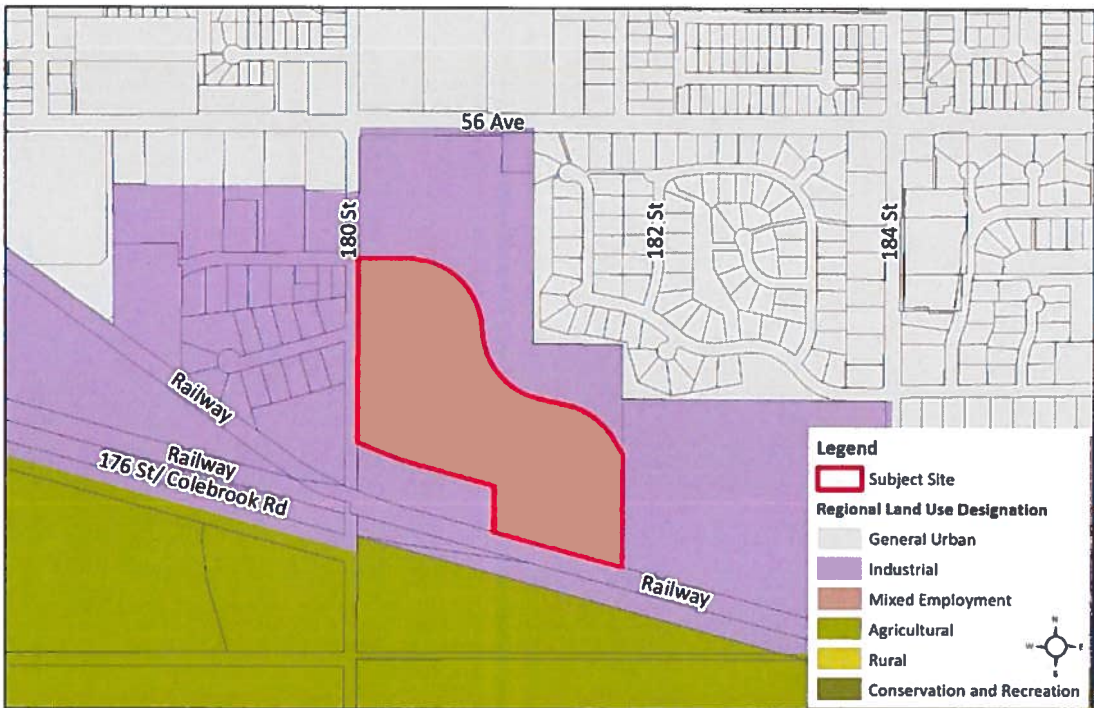 56 Ave
180 St
182 St
184 St
Railway
Railway
176 St/ Colebrook Rd
Railway
Legend
Subject Site
Regional Land Use Designation
General Urban
Industrial
Mixed Employment
Agricultural
Rural
Conservation and Recreation
N
W
E
S